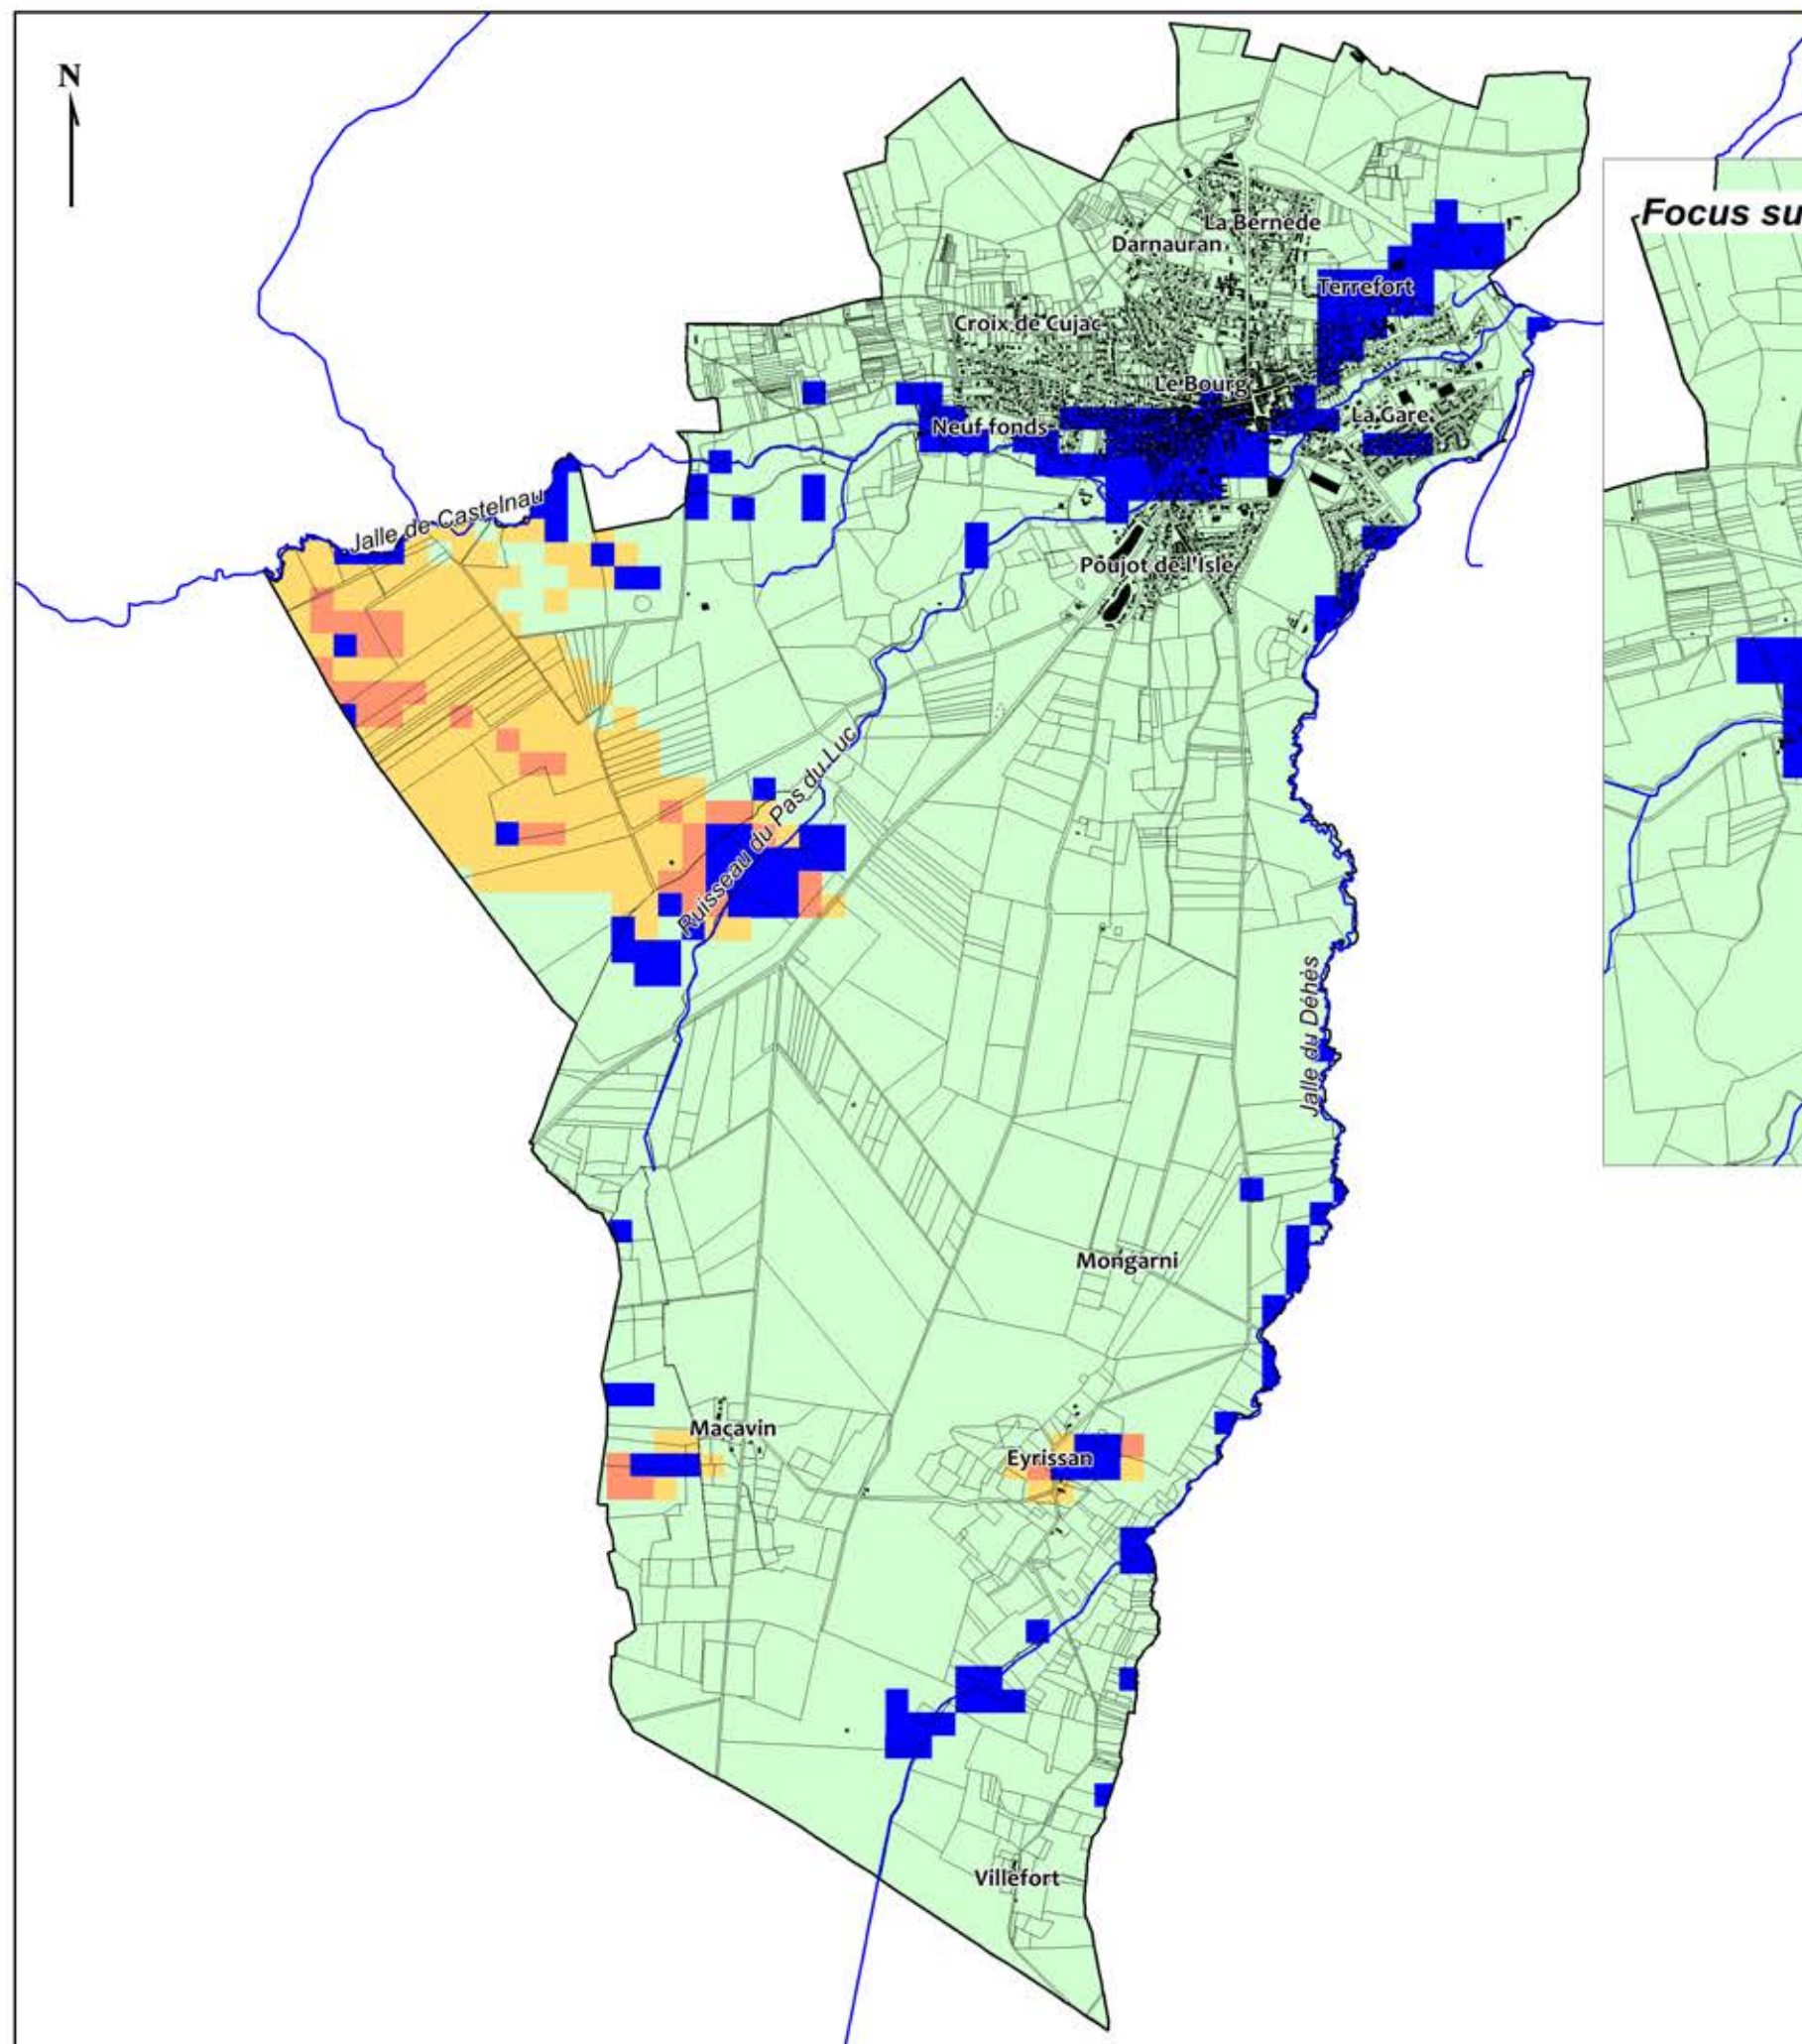 N
Focus su
La Bernede
Darnauran
Terrefort
Croix de Cujac
Le Bourg
La Gare
Neuf fonds
Jalle de Castelnau
Poujot de l'Isle
Ruisseau du Pas du Luc
Jalle du Déhès
Mongarni
Macavin
Eyrissan
Villefort